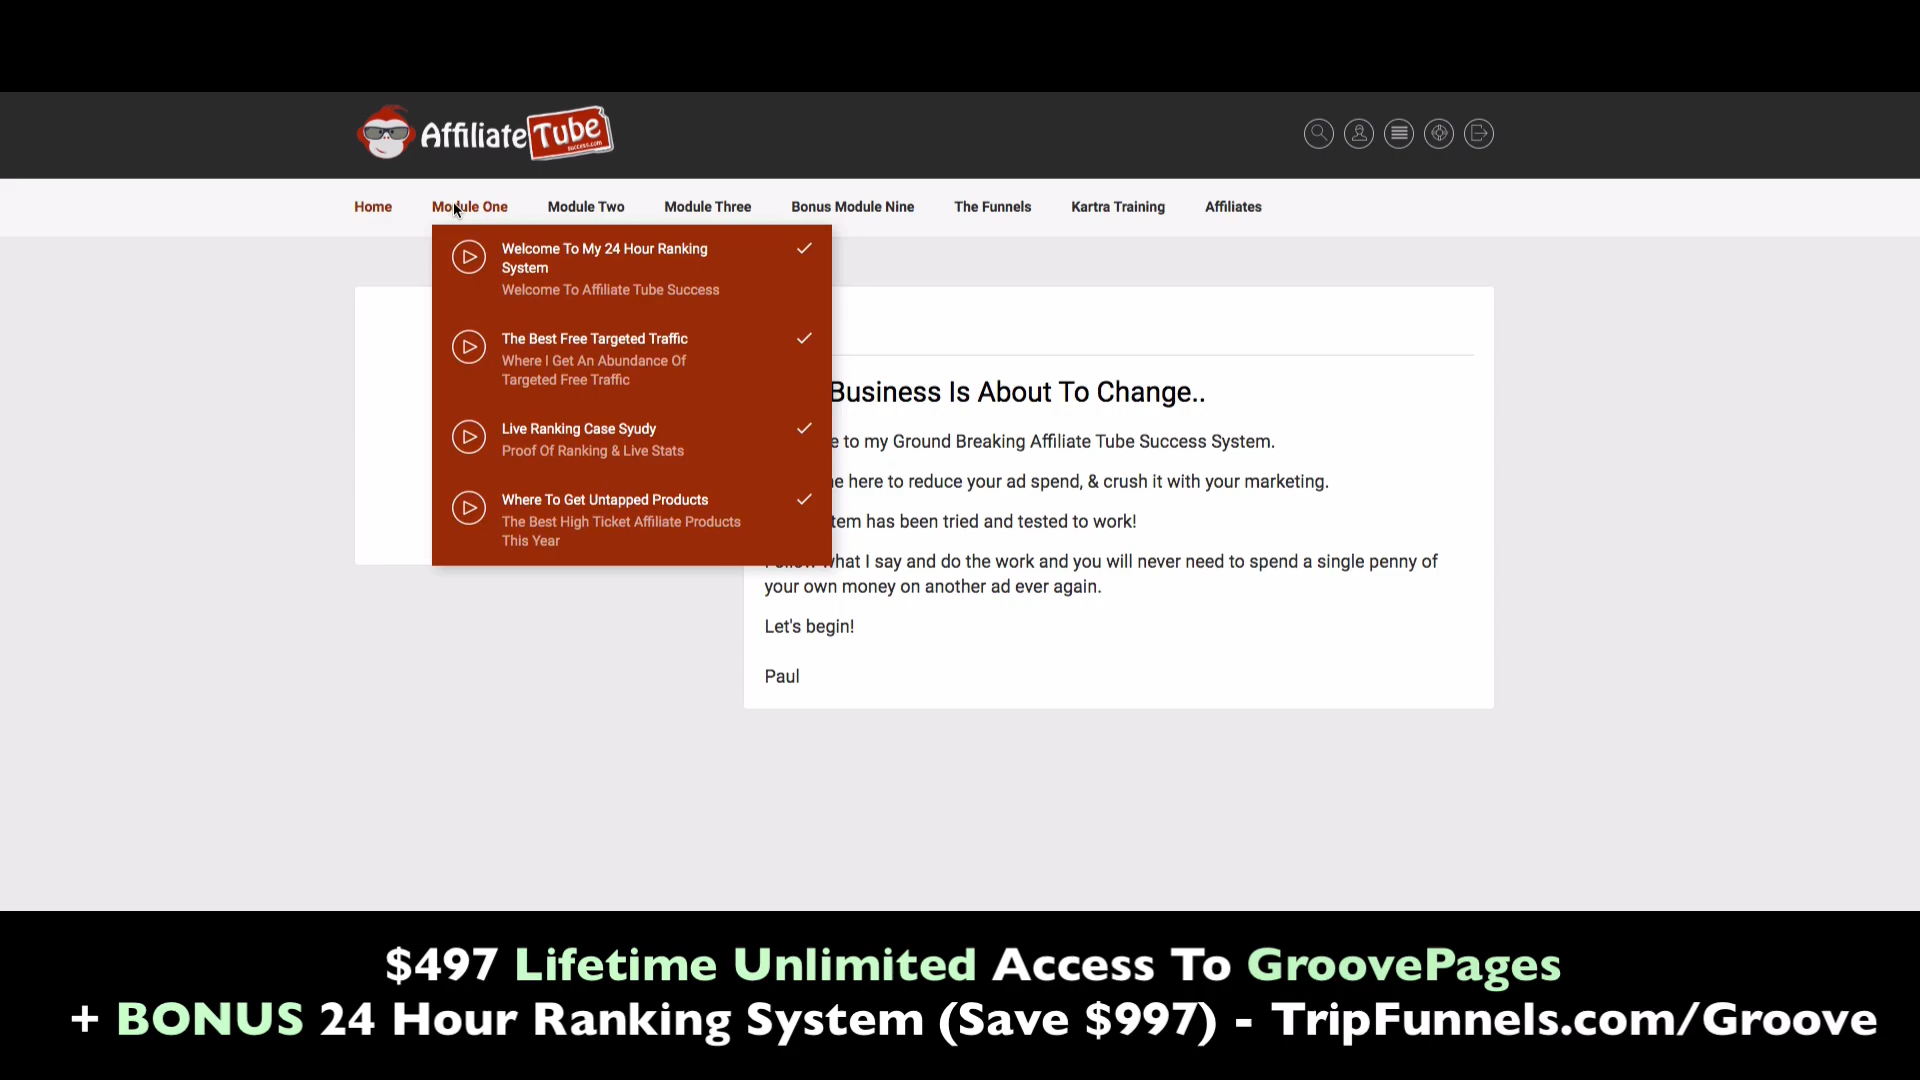 Affiliate Tube
success.com
Home Module One Module Two Module Three Bonus Module Nine The Funnels Kartra Training Affiliates
Welcome To My 24 Hour Ranking
System
Welcome To Affiliate Tube Success
The Best Free Targeted Traffic
Where I Get An Abundance Of
Targeted Free Traffic
Live Ranking Case Syudy
Proof Of Ranking & Live Stats
Where To Get Untapped Products
The Best High Ticket Affiliate Products
This Year
Business Is About To Change..
to my Ground Breaking Affiliate Tube Success System.
here to reduce your ad spend, & crush it with your marketing.
has been tried and tested to work!
I say and do the work and you will never need to spend a single penny of
your own money on another ad ever again.
Let's begin!
Paul
$497 Lifetime Unlimited Access To GroovePages
+ BONUS 24 Hour Ranking System (Save $997) - TripFunnels.com/Groove